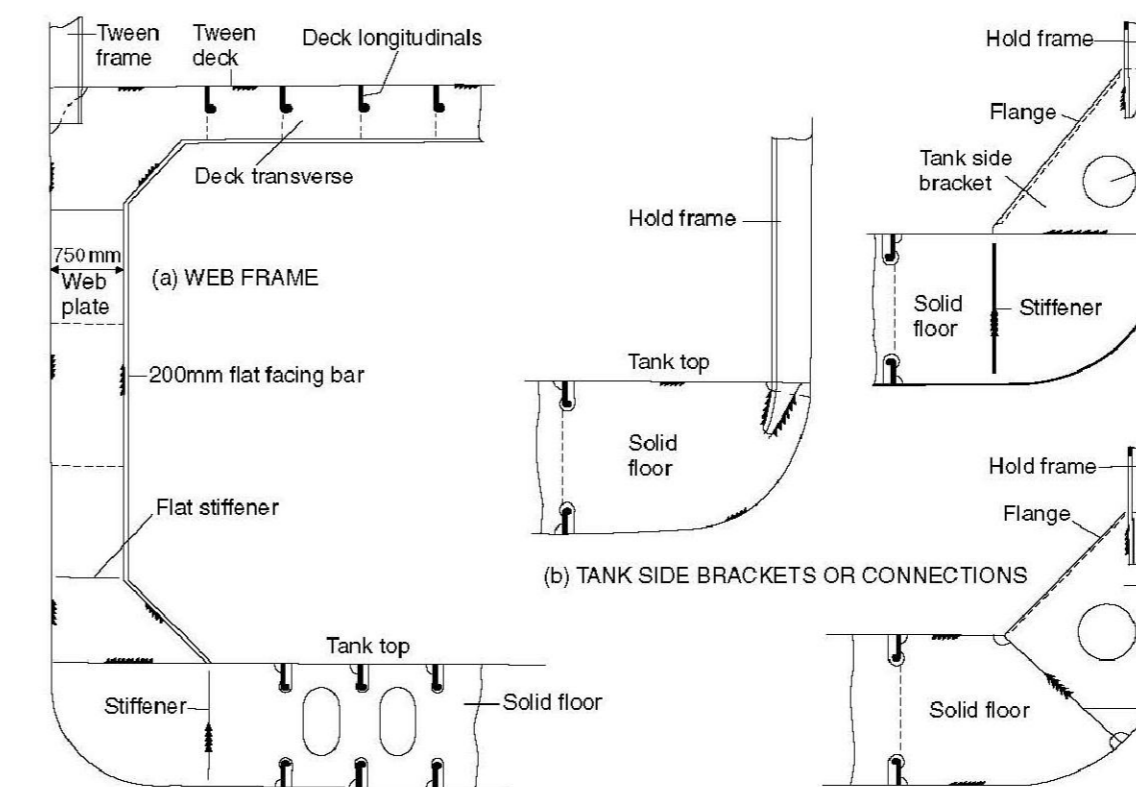 Tween
frame
Tween
deck
Deck longitudinals
Deck transverse
750 mm
Web
plate
(a) WEB FRAME
200mm flat facing bar
Flat stiffener
Tank top
Stiffener
Solid floor
Hold frame
Tank top
Solid
floor
(b) TANK SIDE BRACKETS OR CONNECTIONS
Hold frame
Flange
Tank side
bracket
Solid
floor
Stiffener
Hold frame
Flange
Solid floor